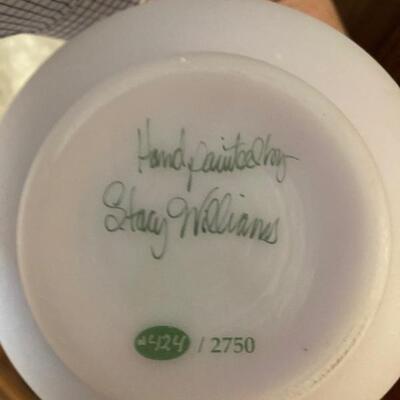 Hand painted by
Stacy Williams
#424 / 2750